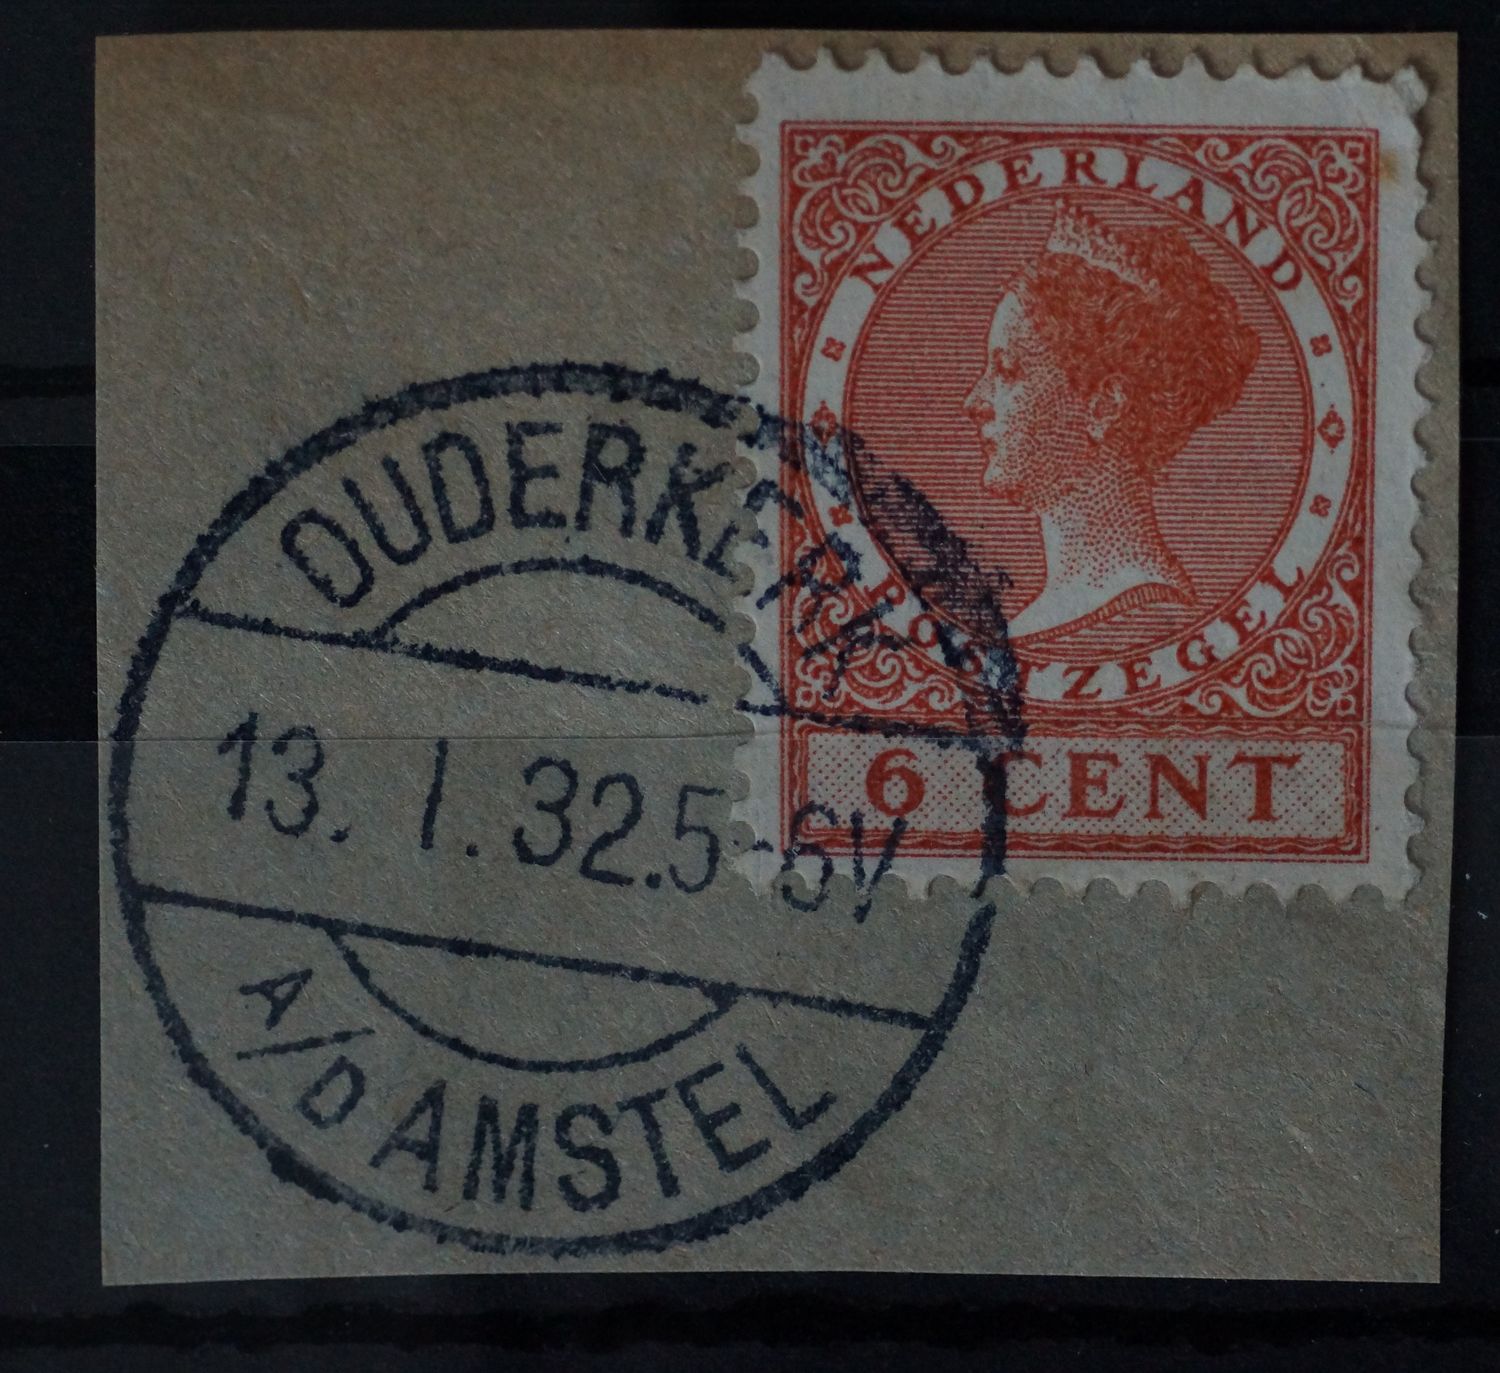 NEDERLAND
POSTZEGEL
6 CENT
OUDERKERK
13. I. 32.5-6V
A/D AMSTEL